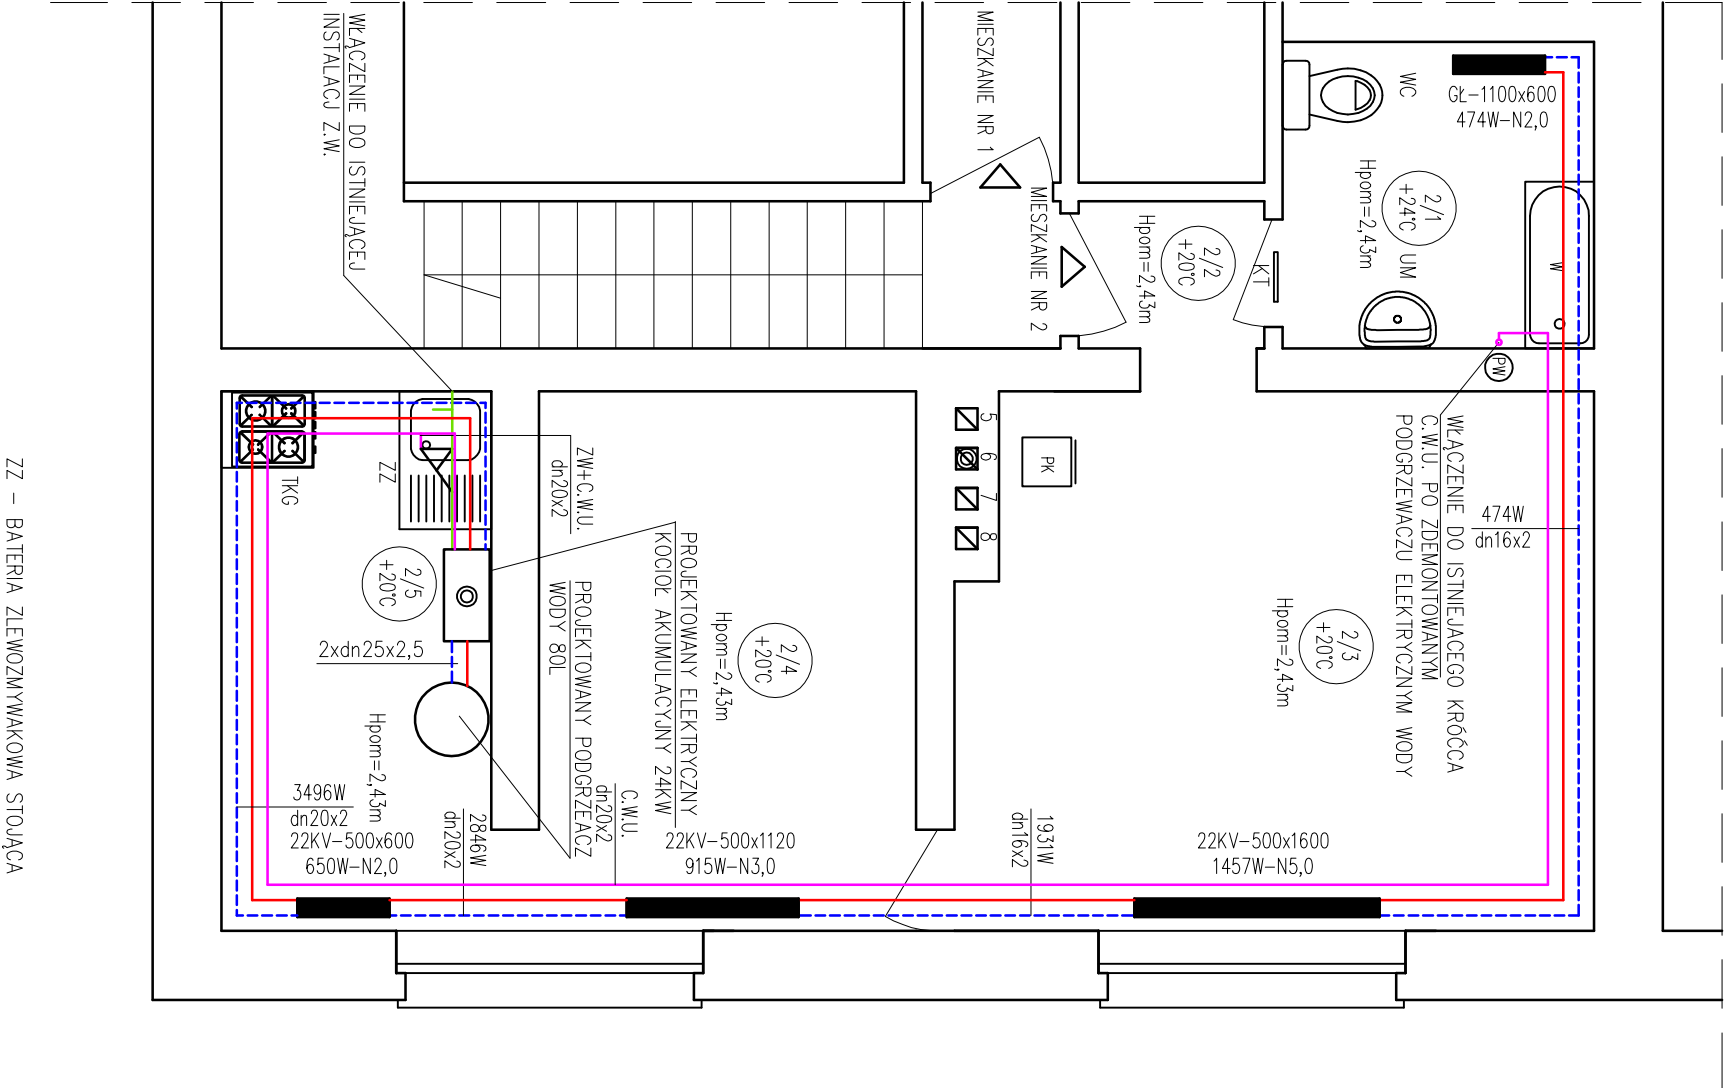 WŁĄCZENIE DO ISTNIEJĄCEJ
INSTALACJ Z.W.
MIESZKANIE NR 1
MIESZKANIE NR 2
WC
GŁ-1100x600
474W-N2,0
2/1
+24°C
Hpom=2,43m
UM
W
2/2
+20°C
Hpom=2,43m
KT
PW
WŁĄCZENIE DO ISTNIEJACEGO KRÓĆCA
C.W.U. PO ZDEMONTOWANYM
PODGRZEWACZU ELEKTRYCZNYM WODY
474W
dn16x2
5
6
7
8
PK
TKG
ZZ
ZW+C.W.U.
dn20x2
PROJEKTOWANY ELEKTRYCZNY
KOCIOŁ AKUMULACYJNY 24KW
PROJEKTOWANY PODGRZEACZ
WODY 80L
2/5
+20°C
Hpom=2,43m
2xdn25x2,5
2/4
+20°C
Hpom=2,43m
2/3
+20°C
Hpom=2,43m
3496W
dn20x2
22KV-500x600
650W-N2,0
2846W
dn20x2
C.W.U.
dn20x2
22KV-500x1120
915W-N3,0
1931W
dn16x2
22KV-500x1600
1457W-N5,0
ZZ - BATERIA ZLEWOZMYWAKOWA STOJĄCA